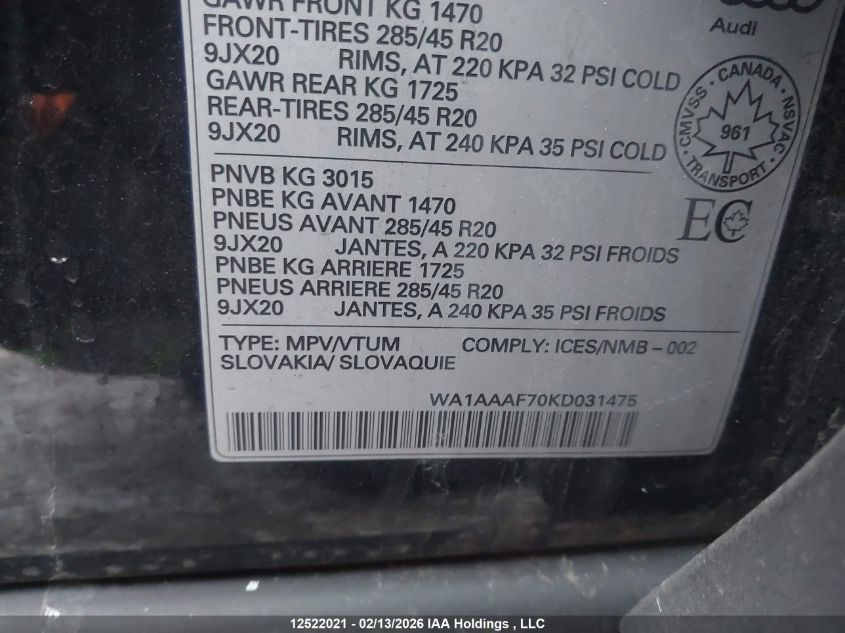 GAWR FRONT KG 1470
FRONT-TIRES 285/45 R20
9JX20 RIMS, AT 220 KPA 32 PSI COLD
GAWR REAR KG 1725
REAR-TIRES 285/45 R20
9JX20 RIMS, AT 240 KPA 35 PSI COLD
Audi
CMVSS · CANADA · NSVAC · TRANSPORT ·
961
PNVB KG 3015
PNBE KG AVANT 1470
PNEUS AVANT 285/45 R20
9JX20 JANTES, A 220 KPA 32 PSI FROIDS
PNBE KG ARRIERE 1725
PNEUS ARRIERE 285/45 R20
9JX20 JANTES, A 240 KPA 35 PSI FROIDS
EC
TYPE: MPV/VTUM COMPLY: ICES/NMB – 002
SLOVAKIA/ SLOVAQUIE
WA1AAAF70KD031475
12522021 - 02/13/2026 IAA Holdings , LLC